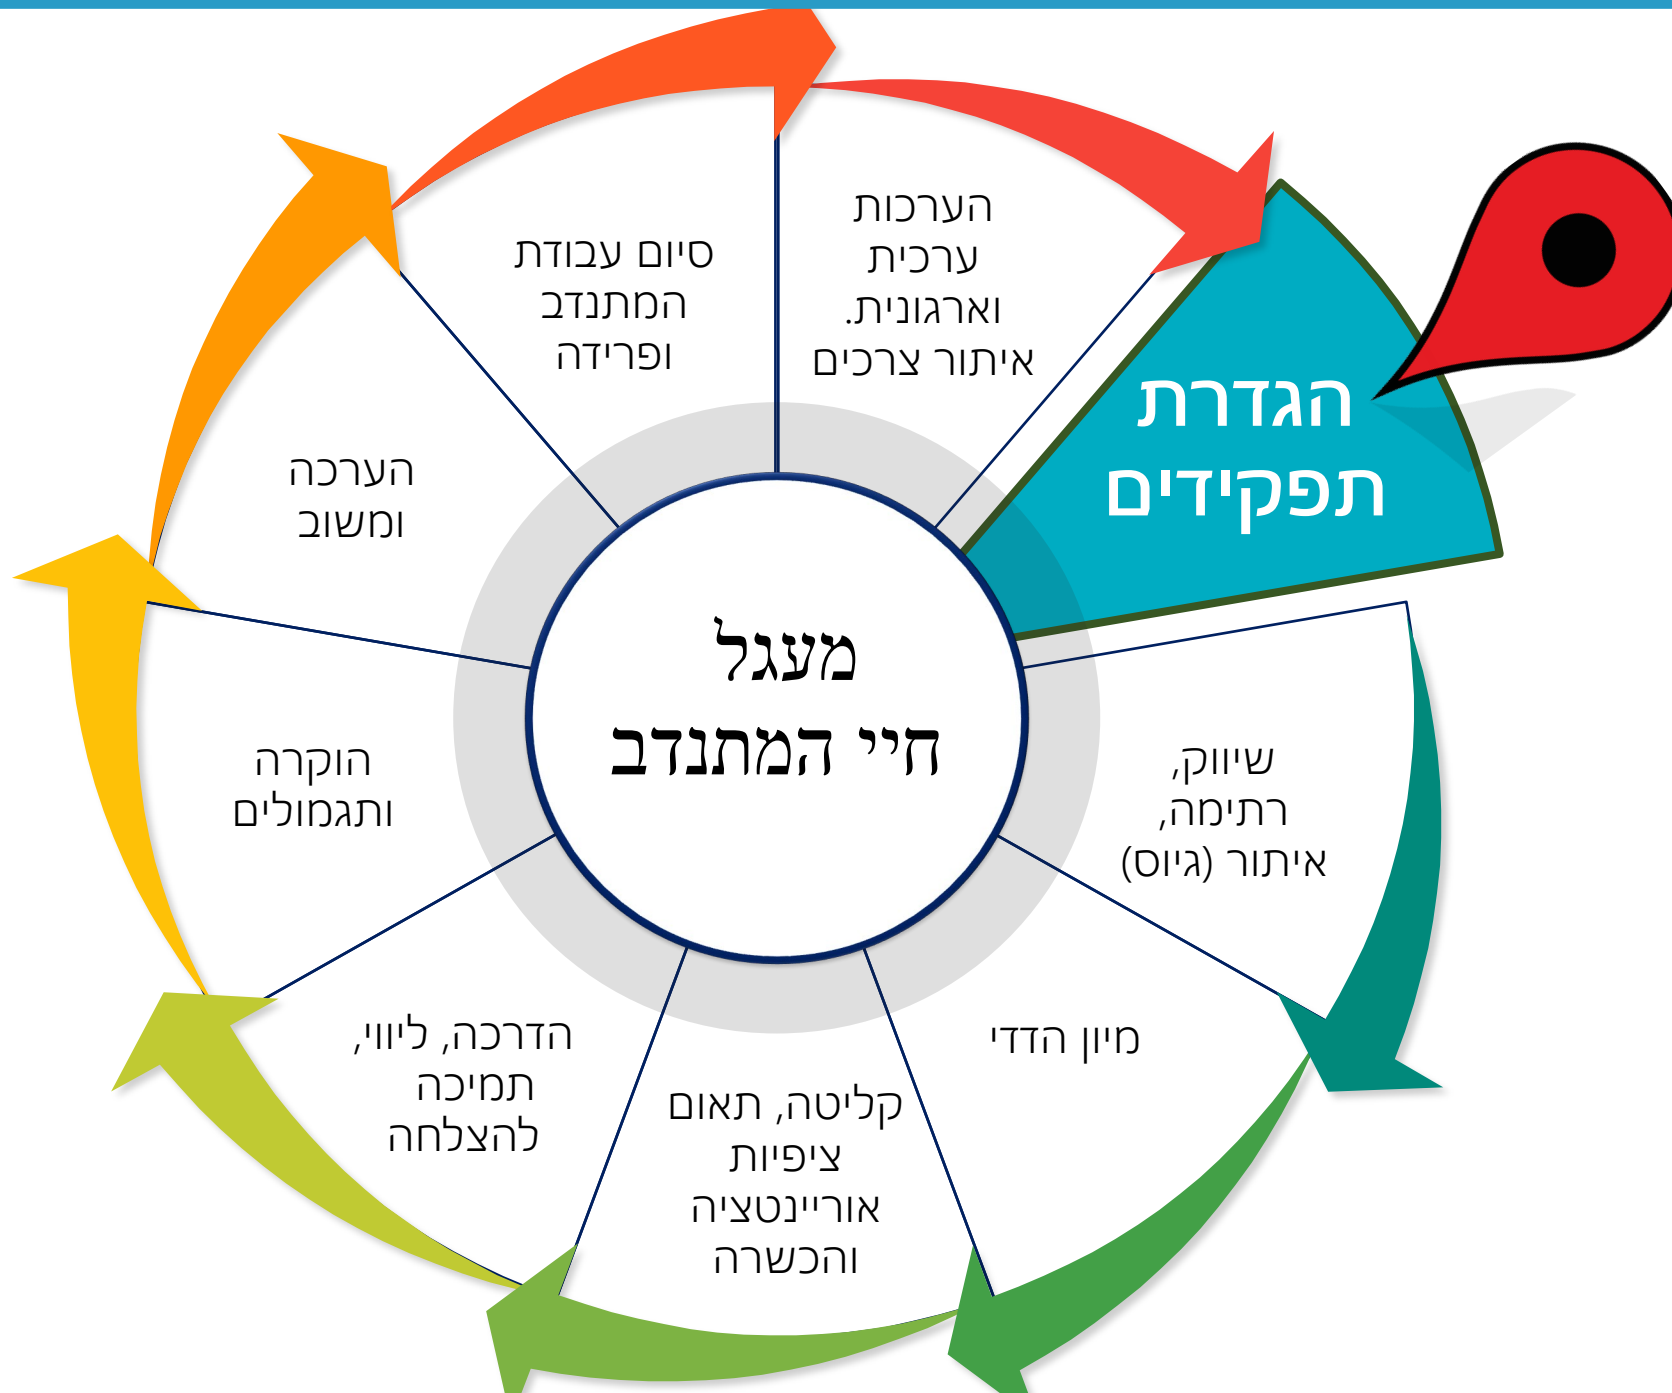 מעגל
חיי המתנדב
הערכות
ערכית
וארגונית.
איתור צרכים
הגדרת
תפקידים
שיווק,
רתימה,
איתור (גיוס)
מיון הדדי
קליטה, תאום
ציפיות
אוריינטציה
והכשרה
הדרכה, ליווי,
תמיכה
להצלחה
הוקרה
ותגמולים
הערכה
ומשוב
סיום עבודת
המתנדב
ופרידה